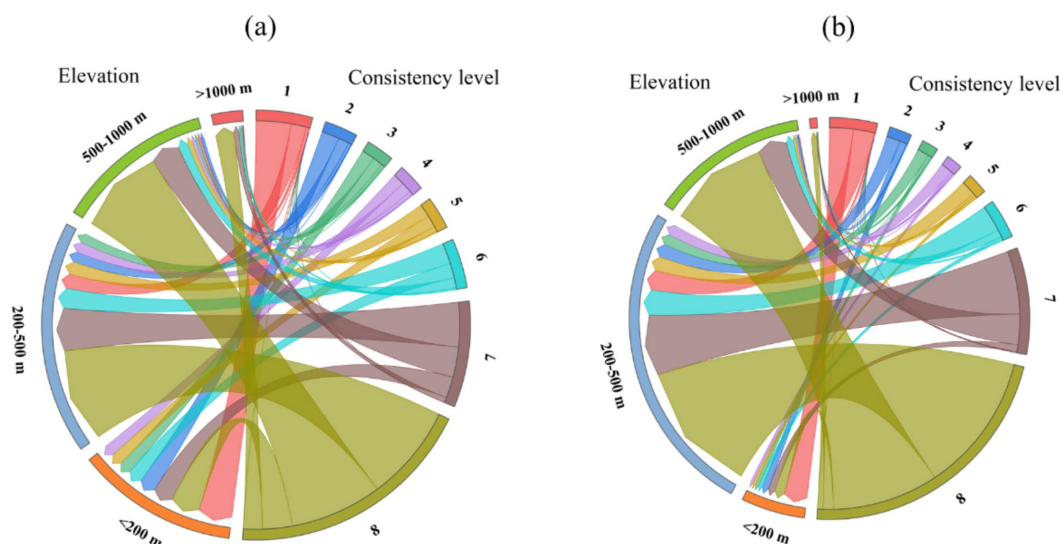 (a)
Elevation
Consistency level
>1000 m
500-1000 m
200-500 m
<200 m
1
2
3
4
5
6
7
8
(b)
Elevation
Consistency level
>1000 m
500-1000 m
200-500 m
<200 m
1
2
3
4
5
6
7
8